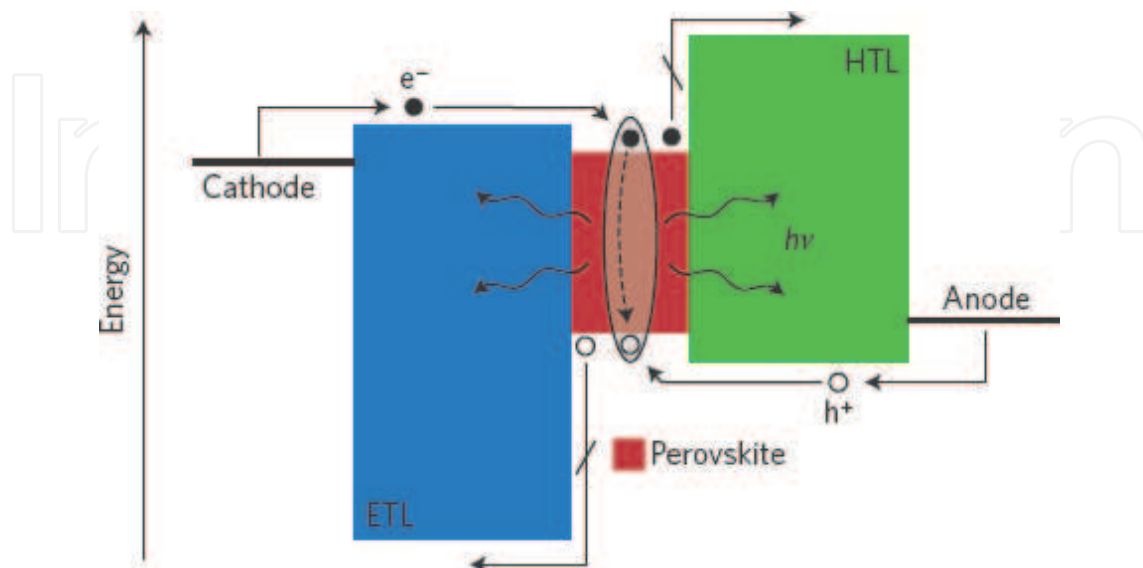 Energy
e⁻
Cathode
HTL
hν
Anode
h⁺
Perovskite
ETL